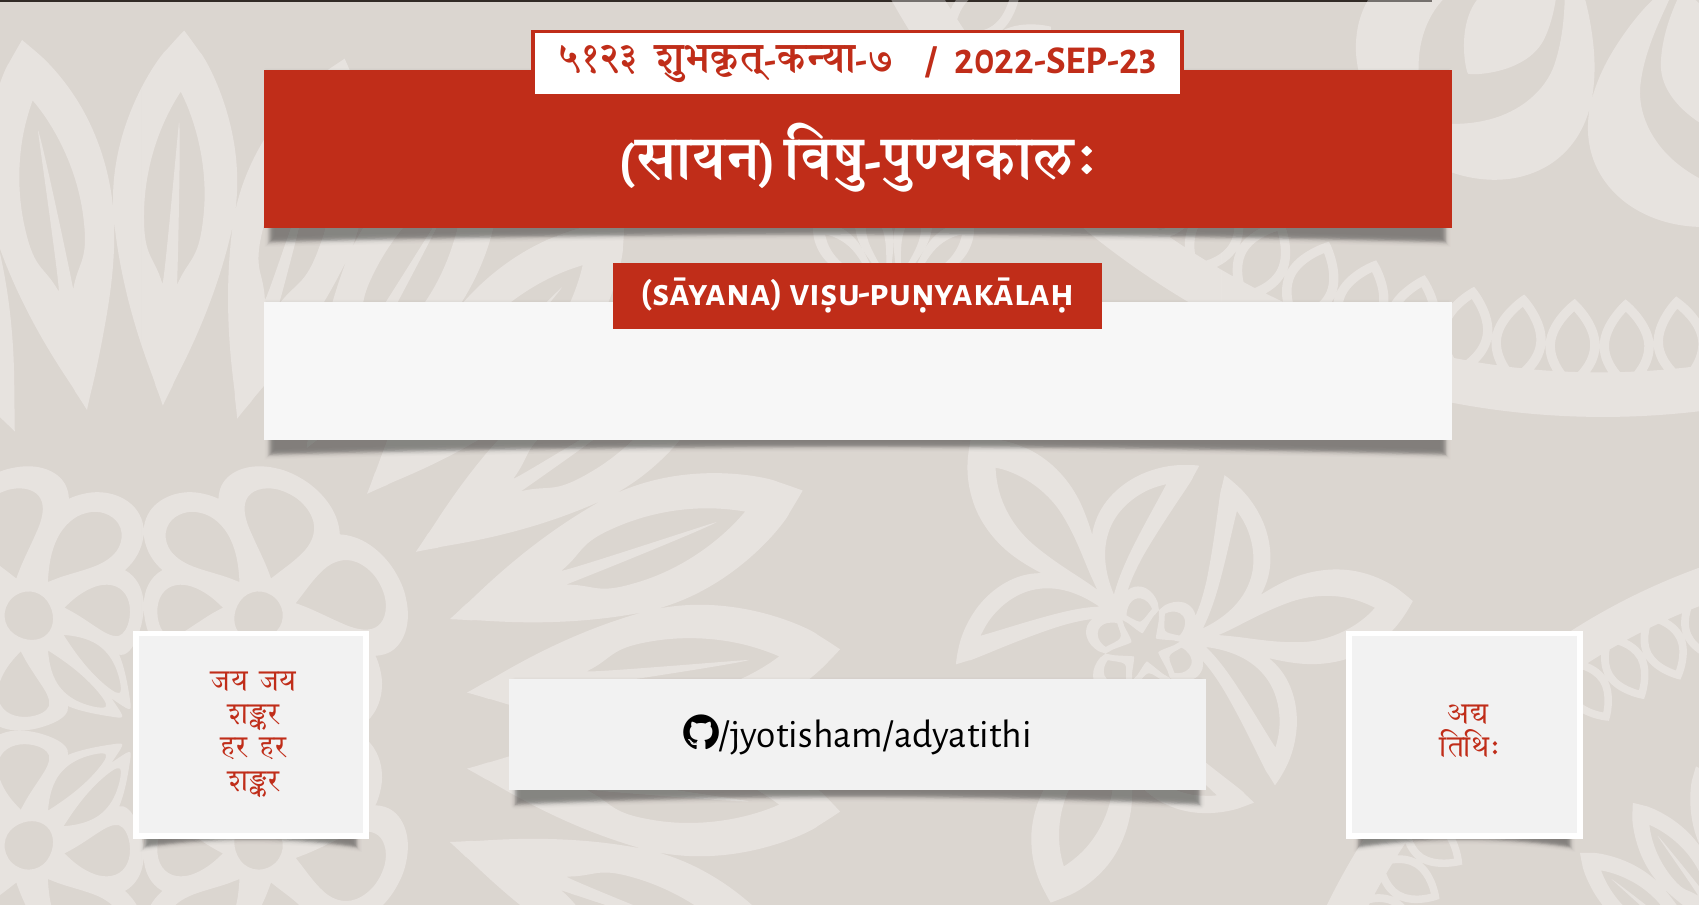 ५१२३ शुभकृत्-कन्या-७ / 2022-SEP-23
(सायन) विषु-पुण्यकालः
(SĀYANA) VIṢU-PUṆYAKĀLAḤ
जय जय
शङ्कर
हर हर
शङ्कर
/jyotisham/adyatithi
अद्य
तिथिः